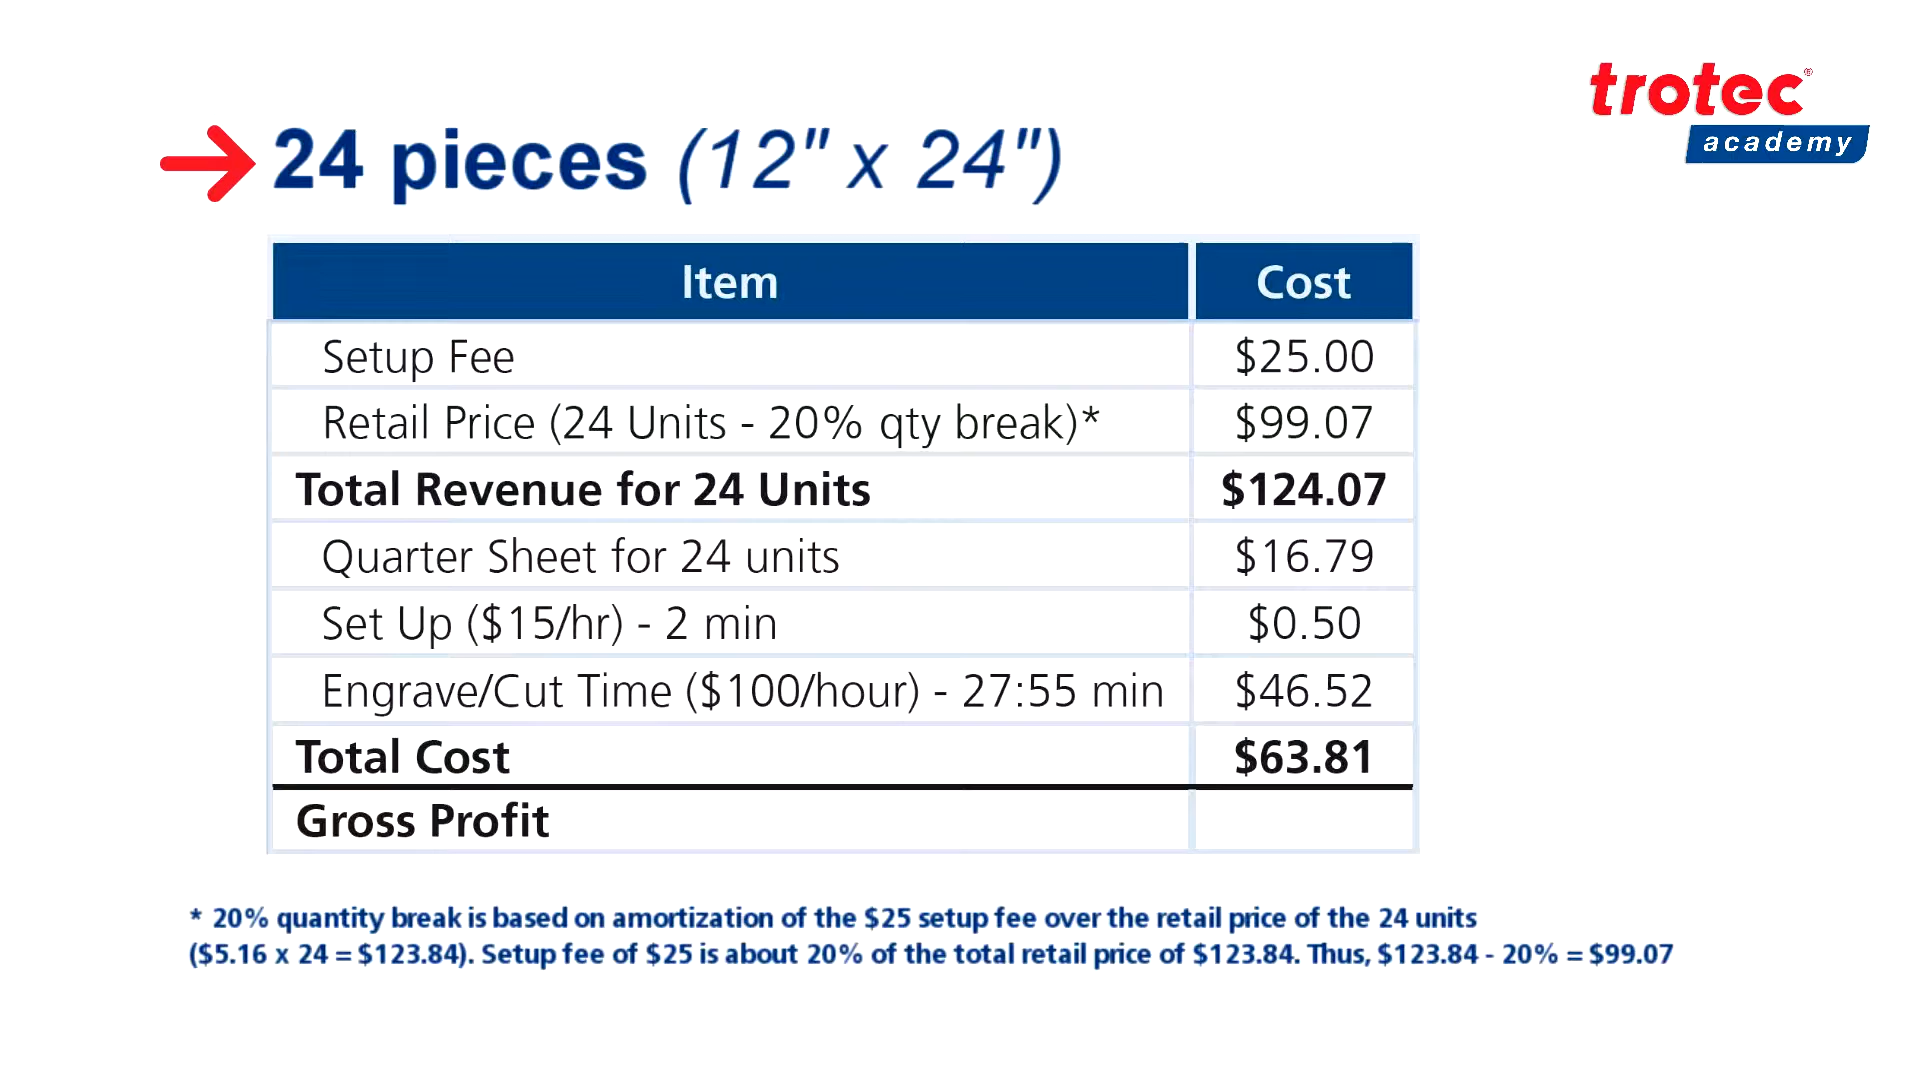 trotec®
academy
24 pieces (12" x 24")
Item Cost
Setup Fee $25.00
Retail Price (24 Units - 20% qty break)* $99.07
Total Revenue for 24 Units $124.07
Quarter Sheet for 24 units $16.79
Set Up ($15/hr) - 2 min $0.50
Engrave/Cut Time ($100/hour) - 27:55 min $46.52
Total Cost $63.81
Gross Profit
* 20% quantity break is based on amortization of the $25 setup fee over the retail price of the 24 units
($5.16 x 24 = $123.84). Setup fee of $25 is about 20% of the total retail price of $123.84. Thus, $123.84 - 20% = $99.07